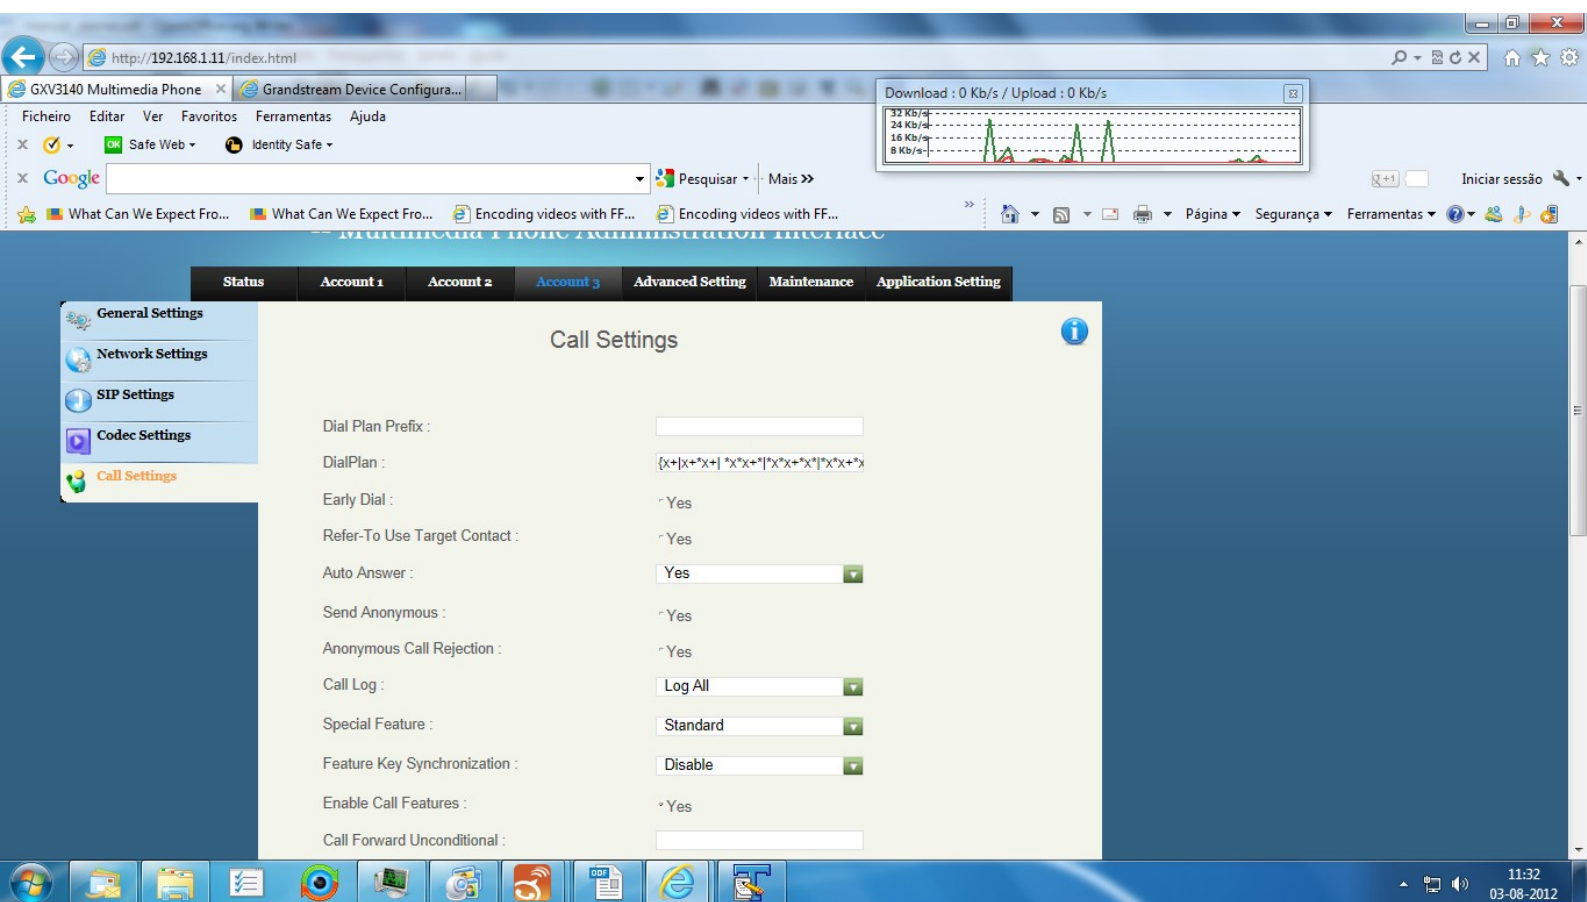 http://192.168.1.11/index.html
GXV3140 Multimedia Phone
Grandstream Device Configura...
Download : 0 Kb/s / Upload : 0 Kb/s
32 Kb/s
24 Kb/s
16 Kb/s
8 Kb/s
Ficheiro Editar Ver Favoritos Ferramentas Ajuda
x OK Safe Web Identity Safe
x Google Pesquisar Mais >> +1 Iniciar sessão
What Can We Expect Fro... What Can We Expect Fro... Encoding videos with FF... Encoding videos with FF... >> Página Segurança Ferramentas
-- Multimedia Phone Administration Interface
Status Account 1 Account 2 Account 3 Advanced Setting Maintenance Application Setting
General Settings
Network Settings
SIP Settings
Codec Settings
Call Settings
Call Settings
Dial Plan Prefix :
DialPlan : {x+|x+*x+| *x*x+*|*x*x+*x*|*x*x+*x
Early Dial : Yes
Refer-To Use Target Contact : Yes
Auto Answer : Yes
Send Anonymous : Yes
Anonymous Call Rejection : Yes
Call Log : Log All
Special Feature : Standard
Feature Key Synchronization : Disable
Enable Call Features : Yes
Call Forward Unconditional :
ODF
11:32
03-08-2012